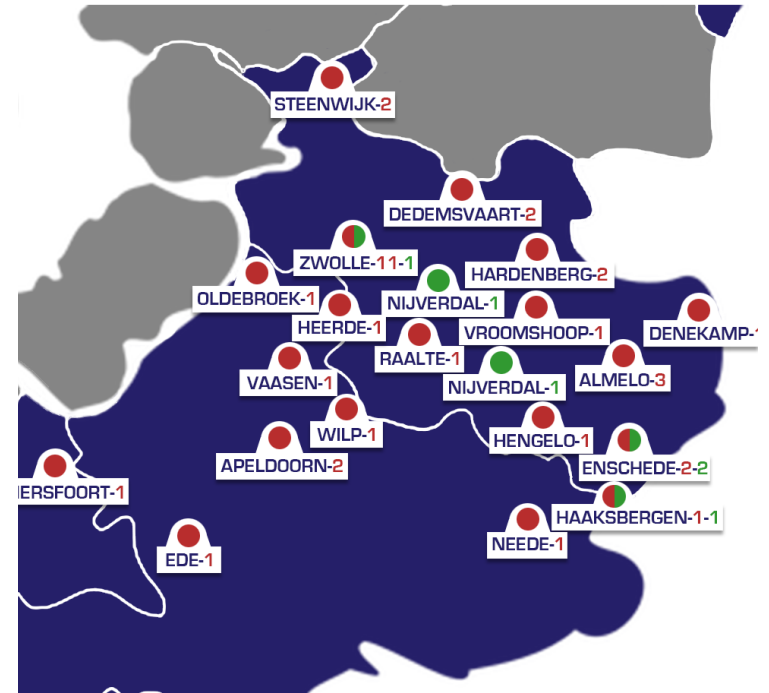 STEENWIJK-2
DEDEMSVAART-2
ZWOLLE-11-1
HARDENBERG-2
OLDEBROEK-1
NIJVERDAL-1
HEERDE-1
VROOMSHOOP-1
DENEKAMP-1
RAALTE-1
VAASEN-1
NIJVERDAL-1
ALMELO-3
WILP-1
HENGELO-1
APELDOORN-2
ENSCHEDE-2-2
MERSFOORT-1
HAAKSBERGEN-1-1
NEEDE-1
EDE-1